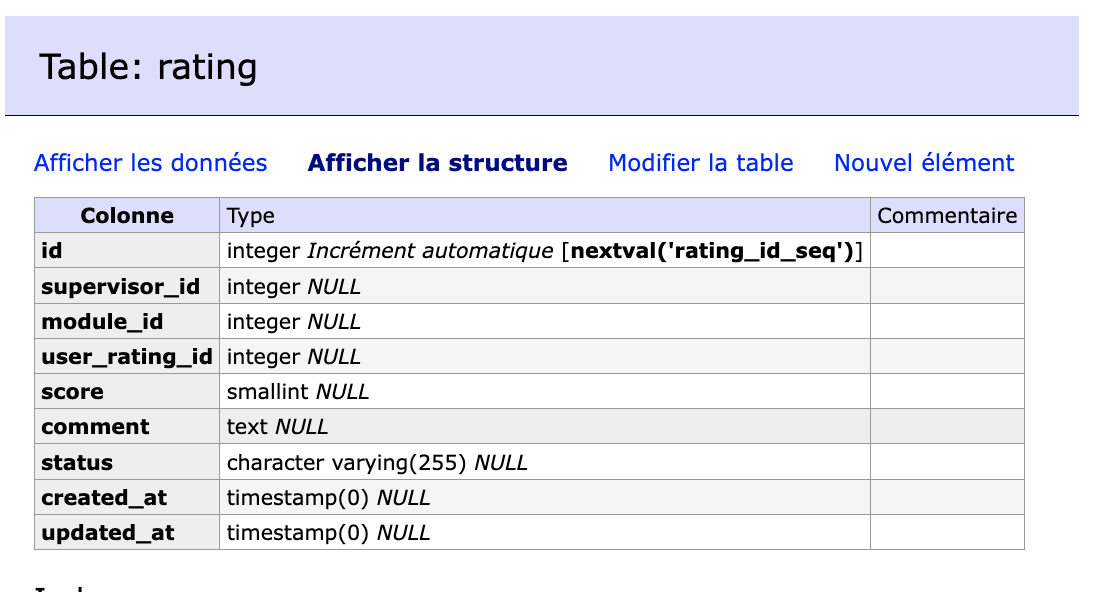 Table: rating
Afficher les données Afficher la structure Modifier la table Nouvel élément
Colonne Type Commentaire
id integer Incrément automatique [nextval('rating_id_seq')]
supervisor_id integer NULL
module_id integer NULL
user_rating_id integer NULL
score smallint NULL
comment text NULL
status character varying(255) NULL
created_at timestamp(0) NULL
updated_at timestamp(0) NULL